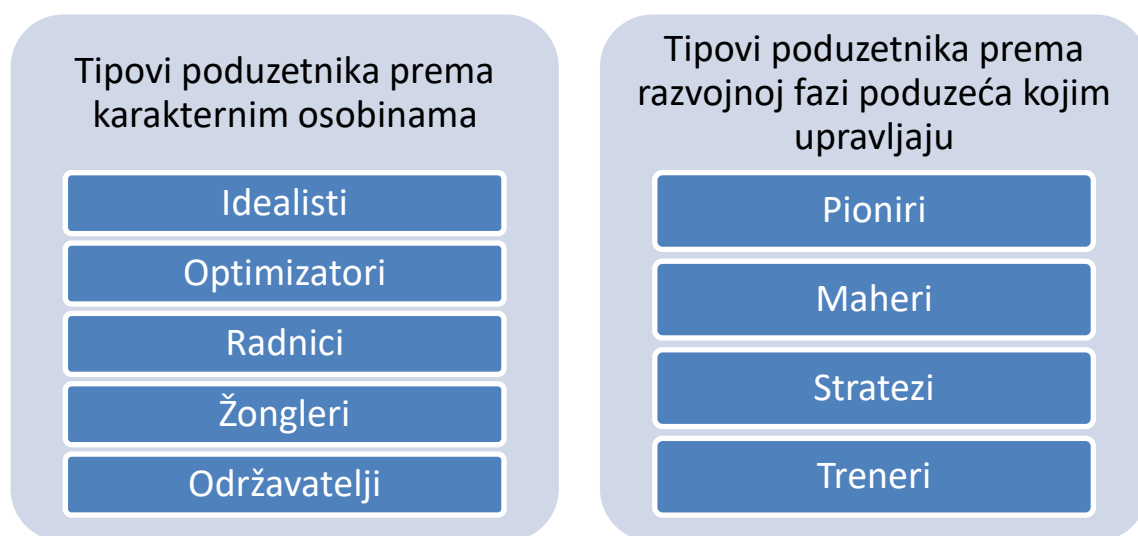 Tipovi poduzetnika prema
karakternim osobinama
Idealisti
Optimizatori
Radnici
Žongleri
Održavatelji
Tipovi poduzetnika prema
razvojnoj fazi poduzeća kojim
upravljaju
Pioniri
Maheri
Stratezi
Treneri